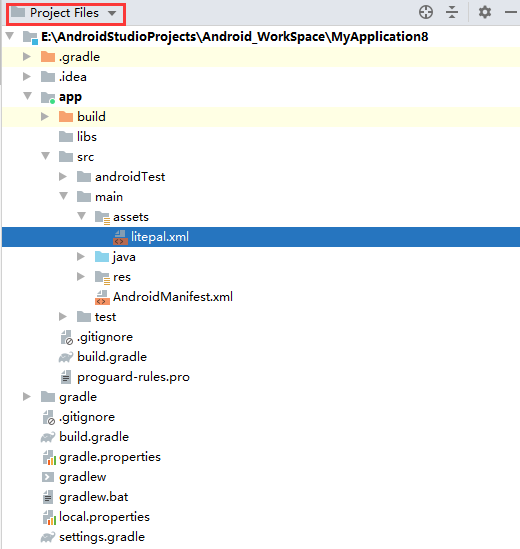 Project Files
E:\AndroidStudioProjects\Android_WorkSpace\MyApplication8
.gradle
.idea
app
build
libs
src
androidTest
main
assets
litepal.xml
java
res
AndroidManifest.xml
test
.gitignore
build.gradle
proguard-rules.pro
gradle
.gitignore
build.gradle
gradle.properties
gradlew
gradlew.bat
local.properties
settings.gradle